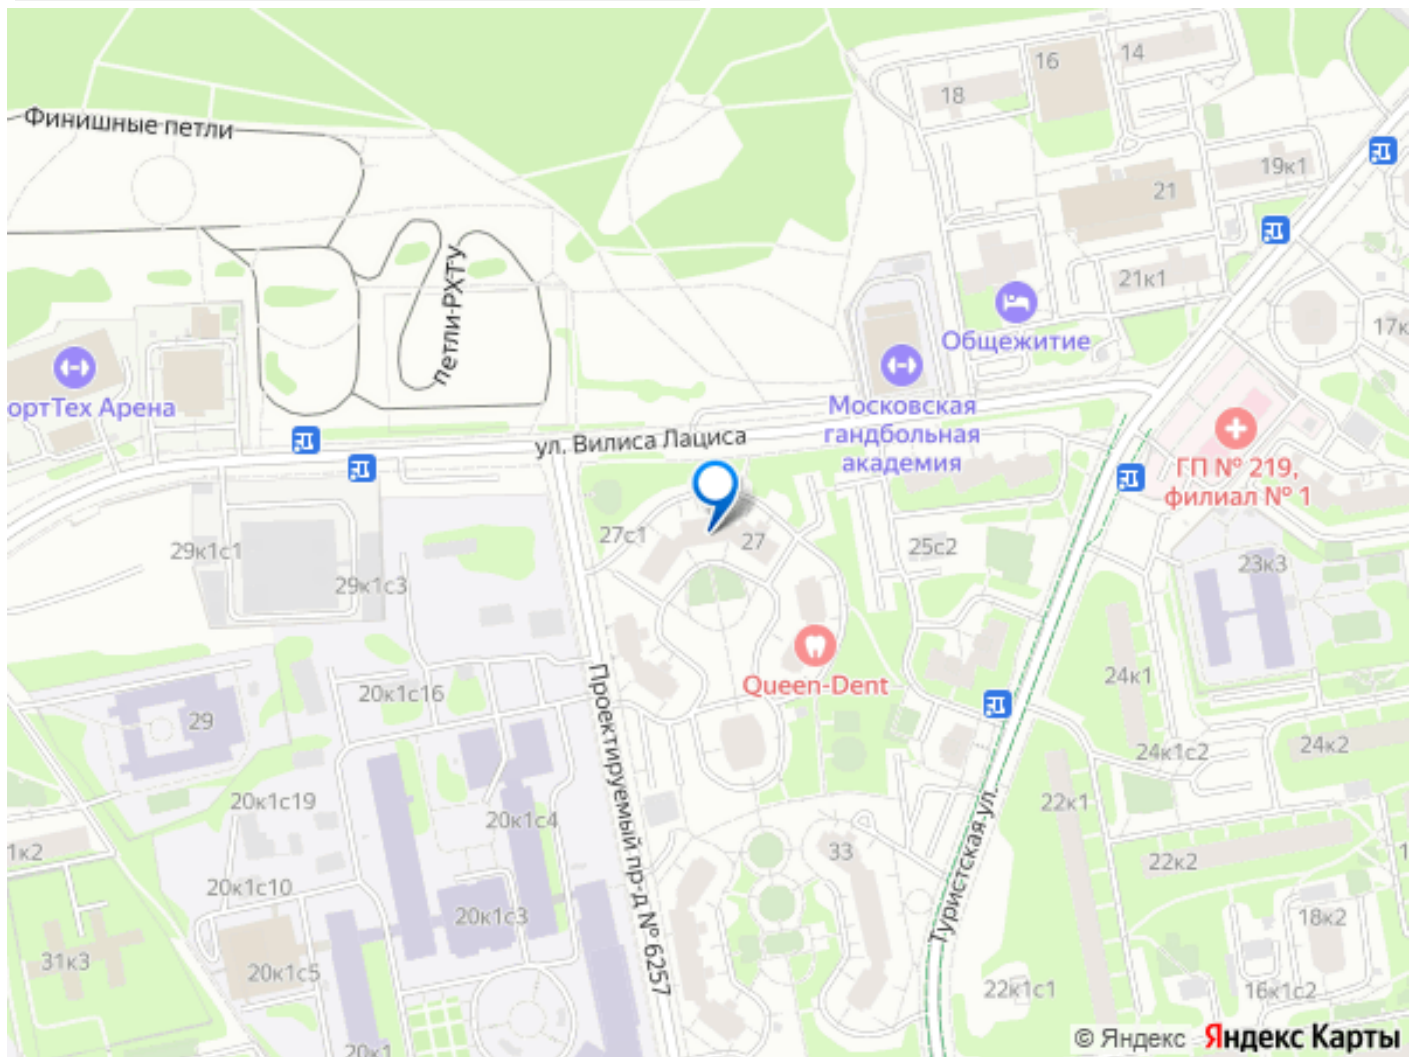 14
16
18
Финишные петли
19к1
21
21к1
петли-РХТУ
Общежитие
17к
ортТех Арена
Московская
гандбольная
академия
ул. Вилиса Лациса
ГП № 219,
филиал № 1
27с1
27
25с2
29к1с1
29к1с3
23к3
24к1
Queen-Dent
20к1с16
29
Проектируемый пр-д № 6257
24к1с2
24к2
20к1с19
22к1
20к1с4
Туристская ул.
1к2
33
22к2
1
20к1с10
20к1с3
18к2
31к3
20к1с5
22к1с1
16к1с2
20к1
© Яндекс Яндекс Карты